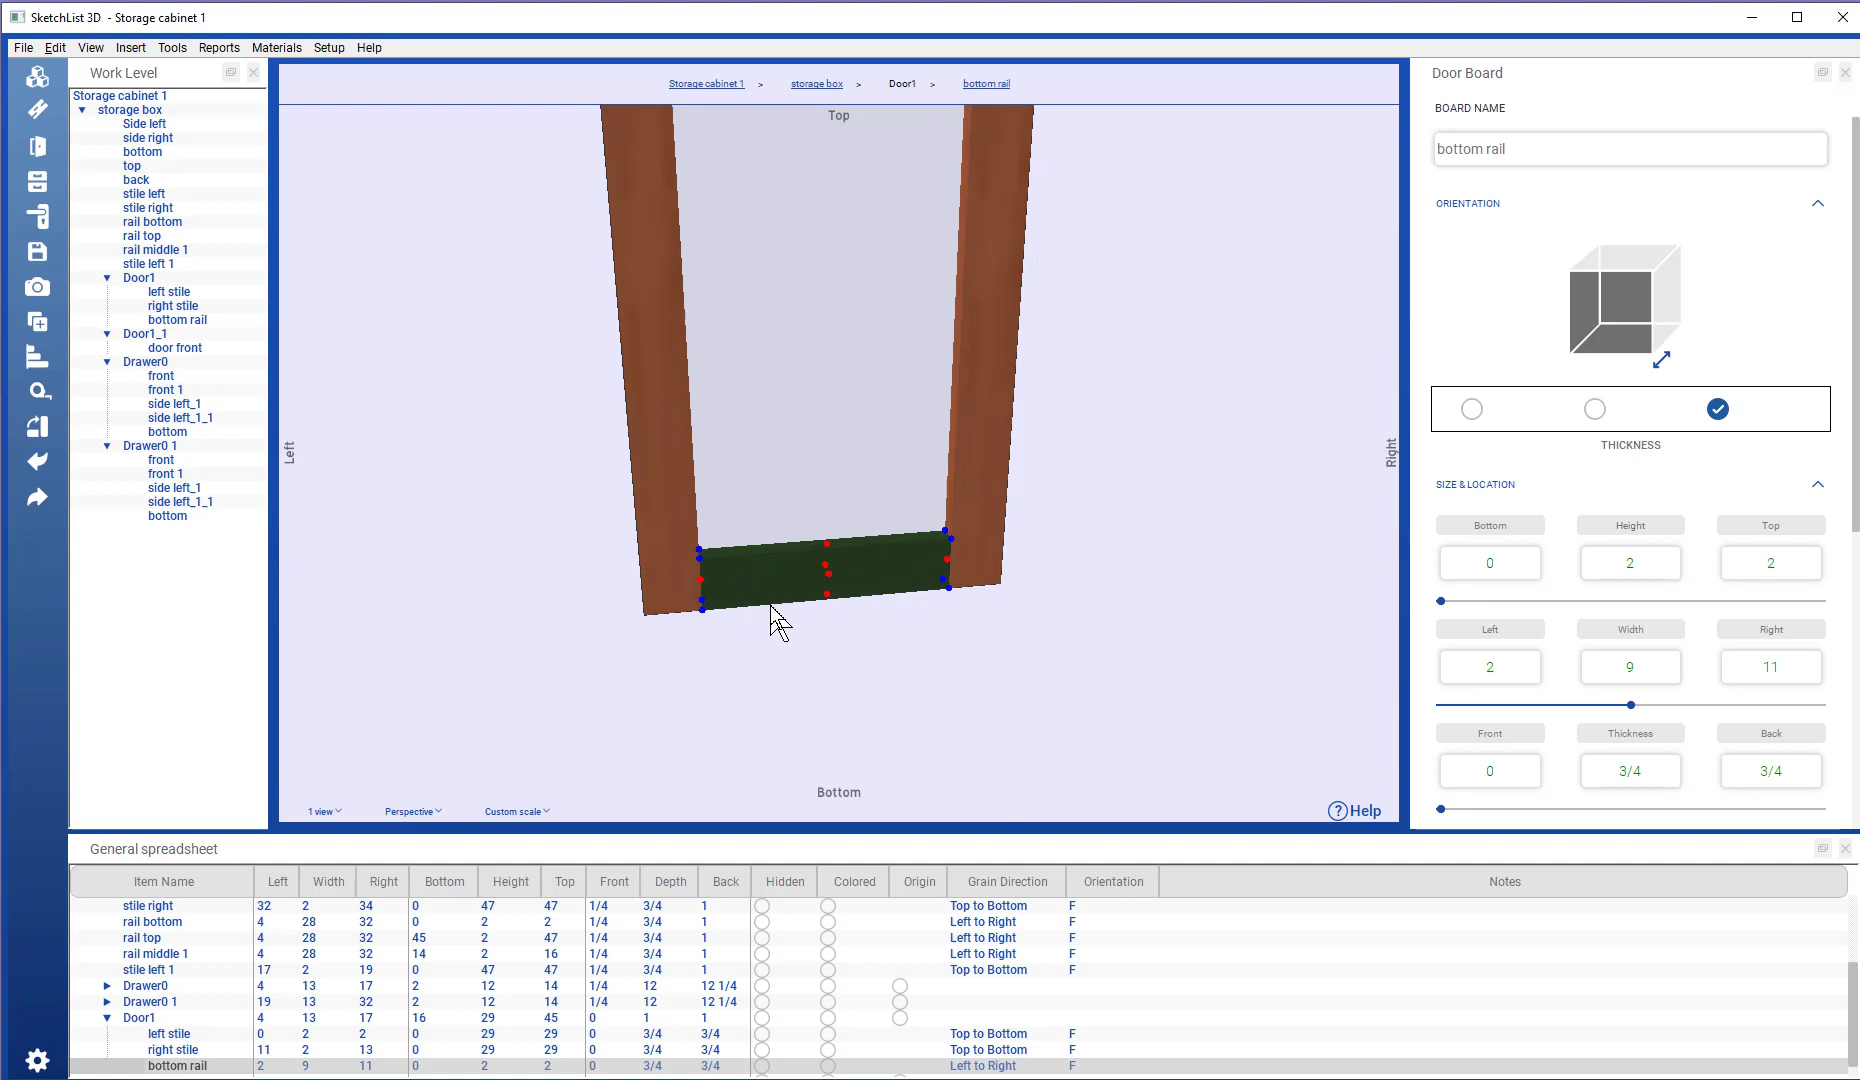 SketchList 3D - Storage cabinet 1
File Edit View Insert Tools Reports Materials Setup Help
Work Level
Storage cabinet 1
storage box
Side left
side right
bottom
top
back
stile left
stile right
rail bottom
rail top
rail middle 1
stile left 1
Door1
left stile
right stile
bottom rail
Door1_1
door front
Drawer0
front
front 1
side left_1
side left_1_1
bottom
Drawer0 1
front
front 1
side left_1
side left_1_1
bottom
Storage cabinet 1 > storage box > Door1 > bottom rail
Top
Left
Right
Bottom
1 view Perspective Custom scale
? Help
Door Board
BOARD NAME
bottom rail
ORIENTATION
THICKNESS
SIZE & LOCATION
Bottom Height Top
0 2 2
Left Width Right
2 9 11
Front Thickness Back
0 3/4 3/4
General spreadsheet
Item Name Left Width Right Bottom Height Top Front Depth Back Hidden Colored Origin Grain Direction Orientation Notes
stile right 32 2 34 0 47 47 1/4 3/4 1 Top to Bottom F
rail bottom 4 28 32 0 2 2 1/4 3/4 1 Left to Right F
rail top 4 28 32 45 2 47 1/4 3/4 1 Left to Right F
rail middle 1 4 28 32 14 2 16 1/4 3/4 1 Left to Right F
stile left 1 17 2 19 0 47 47 1/4 3/4 1 Top to Bottom F
Drawer0 4 13 17 2 12 14 1/4 12 12 1/4
Drawer0 1 19 13 32 2 12 14 1/4 12 12 1/4
Door1 4 13 17 16 29 45 0 1 1
left stile 0 2 2 0 29 29 0 3/4 3/4 Top to Bottom F
right stile 11 2 13 0 29 29 0 3/4 3/4 Top to Bottom F
bottom rail 2 9 11 0 2 2 0 3/4 3/4 Left to Right F